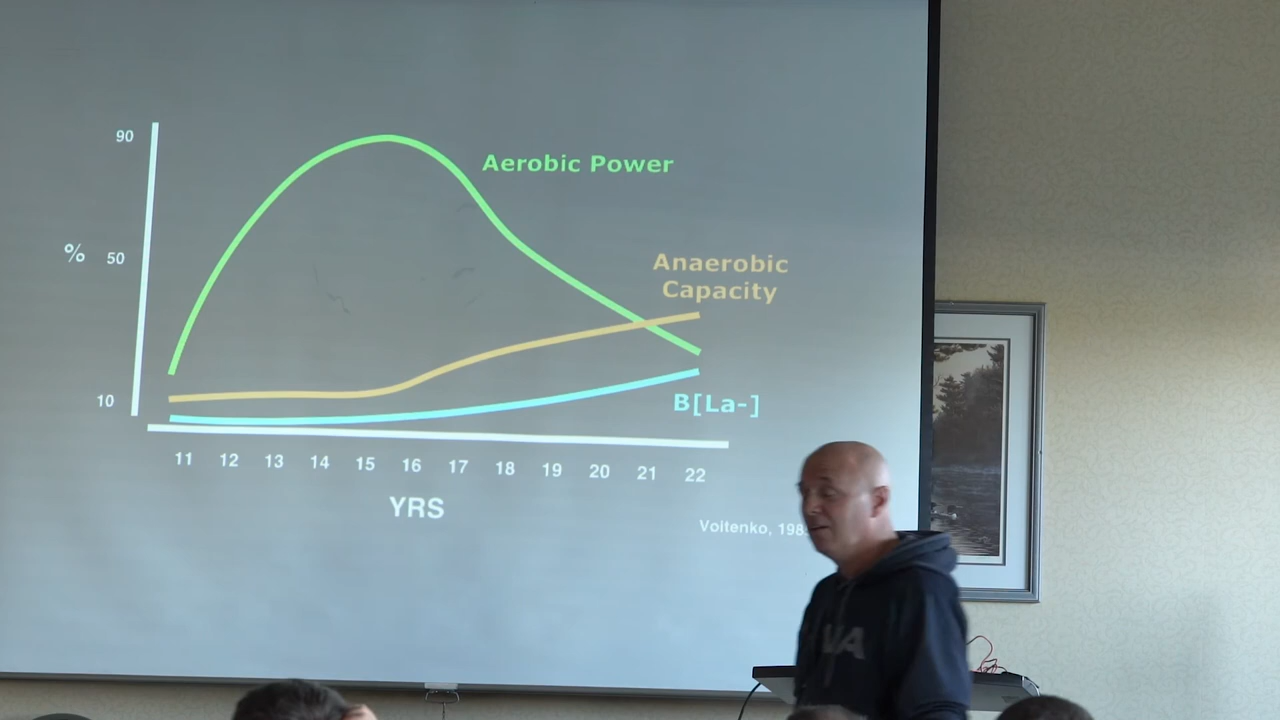 90
Aerobic Power
% 50
Anaerobic
Capacity
10
B[La-]
11 12 13 14 15 16 17 18 19 20 21 22
YRS
Voitenko,